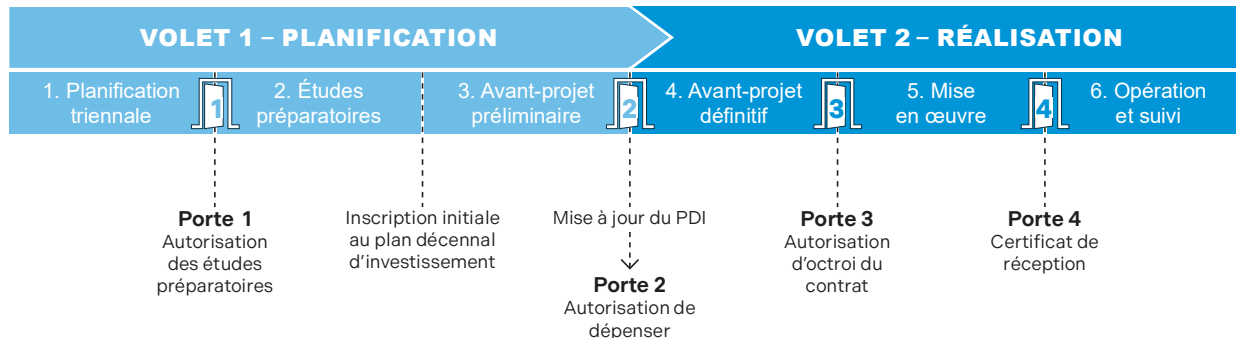 VOLET 1 – PLANIFICATION
VOLET 2 – RÉALISATION
1. Planification
triennale
1
2. Études
préparatoires
3. Avant-projet
préliminaire
2
4. Avant-projet
définitif
3
5. Mise
en œuvre
4
6. Opération
et suivi
Porte 1
Autorisation
des études
préparatoires
Inscription initiale
au plan décennal
d'investissement
Mise à jour du PDI
Porte 2
Autorisation de
dépenser
Porte 3
Autorisation
d'octroi du
contrat
Porte 4
Certificat de
réception